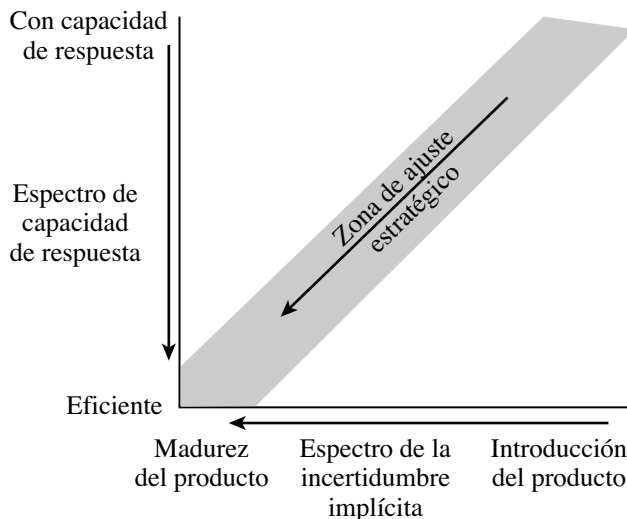 Con capacidad
de respuesta
Zona de ajuste
estratégico
Espectro de
capacidad
de respuesta
Eficiente
Madurez
del producto
Espectro de la
incertidumbre
implícita
Introducción
del producto